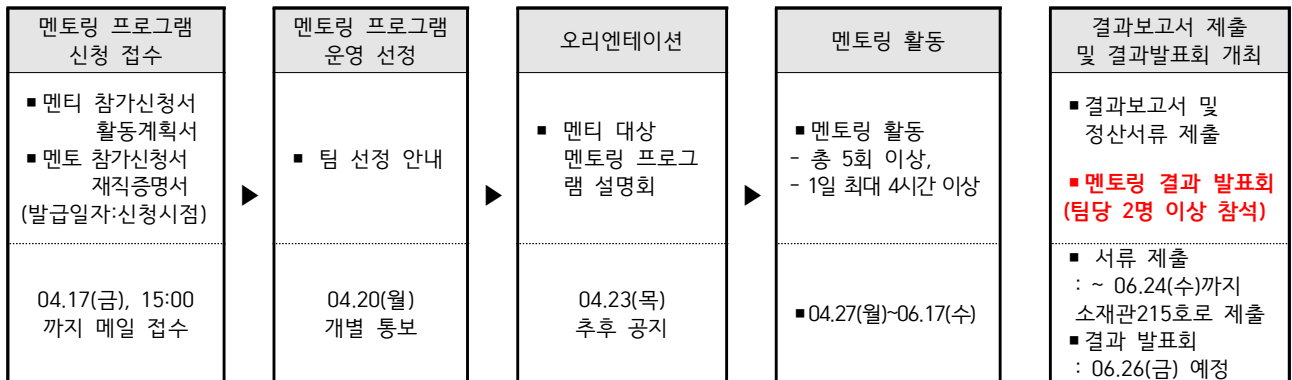 멘토링 프로그램
신청 접수
■ 멘티 참가신청서
활동계획서
■ 멘토 참가신청서
재직증명서
(발급일자:신청시점)
04.17(금), 15:00
까지 메일 접수
▶
멘토링 프로그램
운영 선정
■ 팀 선정 안내
04.20(월)
개별 통보
▶
오리엔테이션
■ 멘티 대상
멘토링 프로그
램 설명회
04.23(목)
추후 공지
▶
멘토링 활동
■ 멘토링 활동
- 총 5회 이상,
- 1일 최대 4시간 이상
■ 04.27(월)~06.17(수)
결과보고서 제출
및 결과발표회 개최
■ 결과보고서 및
정산서류 제출
■ 멘토링 결과 발표회
(팀당 2명 이상 참석)
■ 서류 제출
: ~ 06.24(수)까지
소재관215호로 제출
■ 결과 발표회
: 06.26(금) 예정